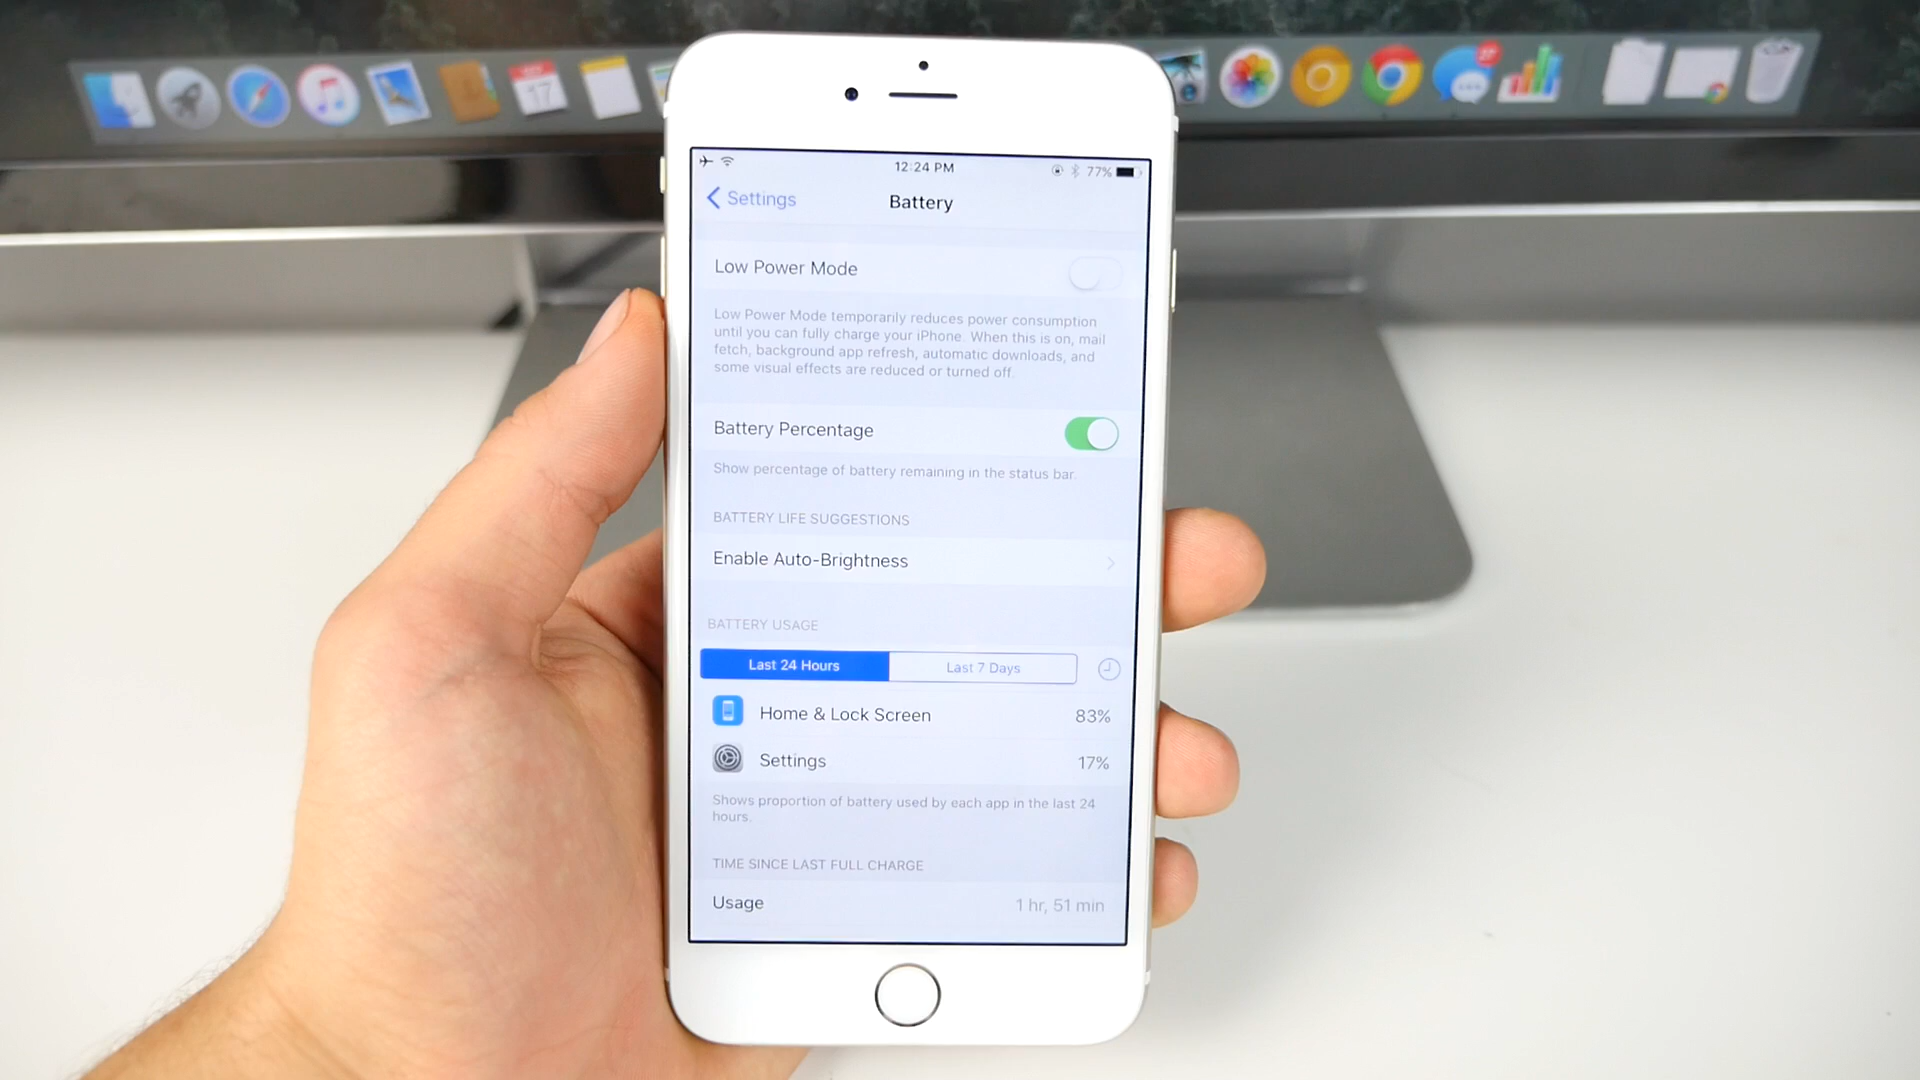 17
12:24 PM
77%
Settings
Battery
Low Power Mode
Low Power Mode temporarily reduces power consumption
until you can fully charge your iPhone. When this is on, mail
fetch, background app refresh, automatic downloads, and
some visual effects are reduced or turned off.
Battery Percentage
Show percentage of battery remaining in the status bar.
BATTERY LIFE SUGGESTIONS
Enable Auto-Brightness
BATTERY USAGE
Last 24 Hours
Last 7 Days
Home & Lock Screen
83%
Settings
17%
Shows proportion of battery used by each app in the last 24
hours.
TIME SINCE LAST FULL CHARGE
Usage
1 hr, 51 min